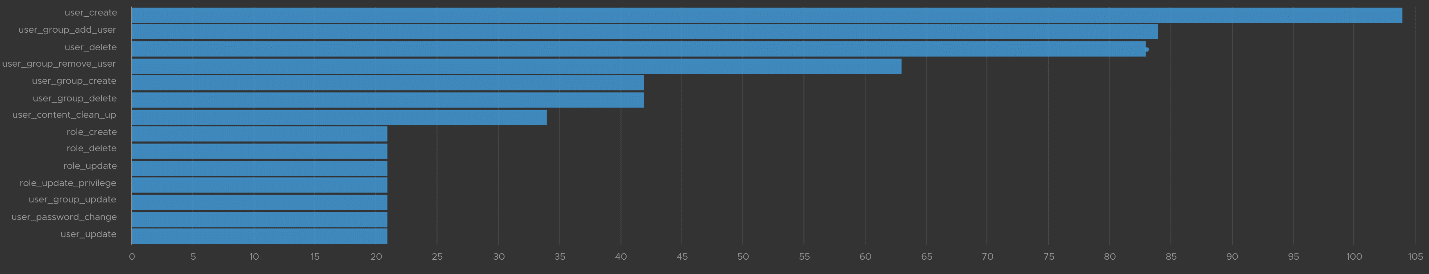 user_create
user_group_add_user
user_delete
user_group_remove_user
user_group_create
user_group_delete
user_content_clean_up
role_create
role_delete
role_update
role_update_privilege
user_group_update
user_password_change
user_update
0 5 10 15 20 25 30 35 40 45 50 55 60 65 70 75 80 85 90 95 100 105